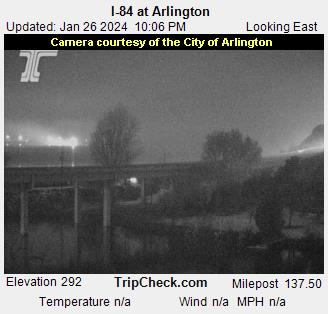 I-84 at Arlington
Updated: Jan 26 2024 10:06 PM Looking East
Camera courtesy of the City of Arlington
Elevation 292 TripCheck.com Milepost 137.50
Temperature n/a Wind n/a MPH n/a